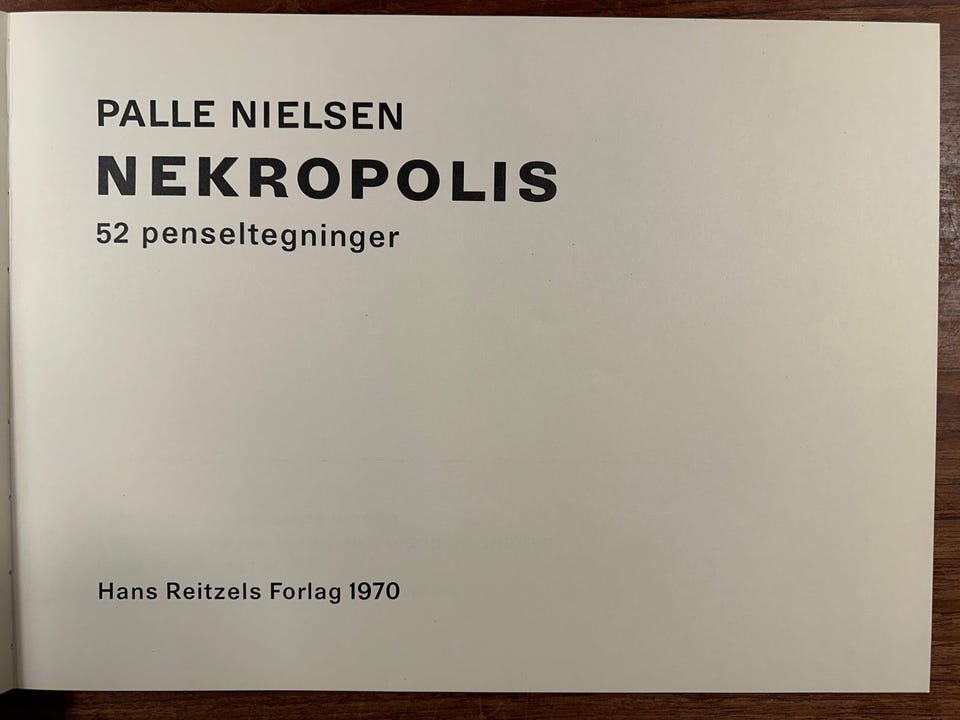 PALLE NIELSEN
NEKROPOLIS
52 penseltegninger
Hans Reitzels Forlag 1970